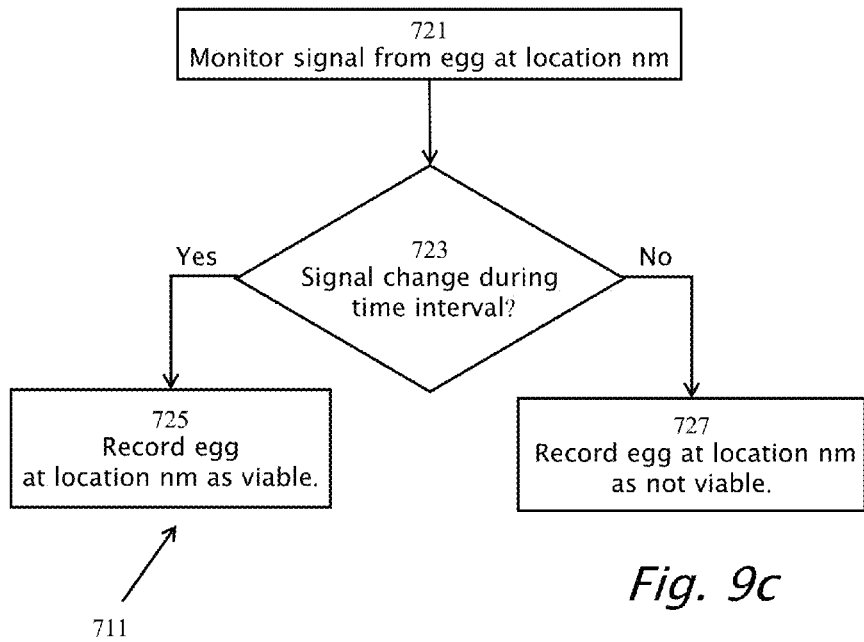 721
Monitor signal from egg at location nm
723
Signal change during
time interval?
Yes
No
725
Record egg
at location nm as viable.
727
Record egg at location nm
as not viable.
711
Fig. 9c